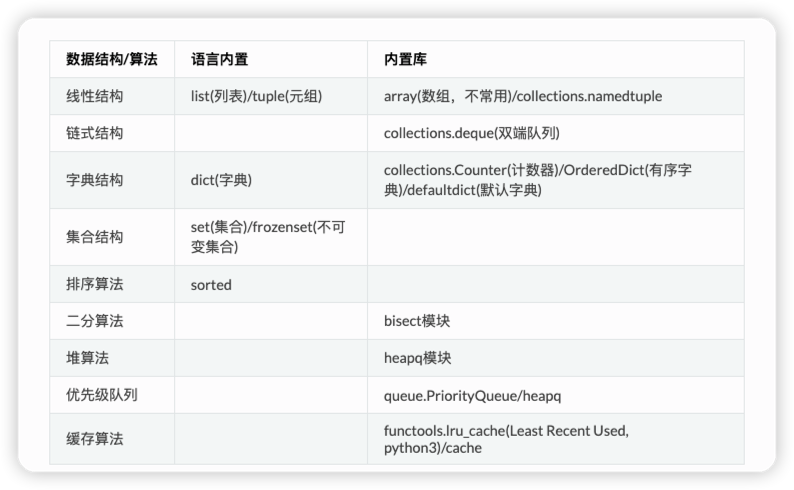 数据结构/算法 语言内置 内置库
线性结构 list(列表)/tuple(元组) array(数组，不常用)/collections.namedtuple
链式结构 collections.deque(双端队列)
字典结构 dict(字典) collections.Counter(计数器)/OrderedDict(有序字
典)/defaultdict(默认字典)
集合结构 set(集合)/frozenset(不可
变集合)
排序算法 sorted
二分算法 bisect模块
堆算法 heapq模块
优先级队列 queue.PriorityQueue/heapq
缓存算法 functools.lru_cache(Least Recent Used,
python3)/cache